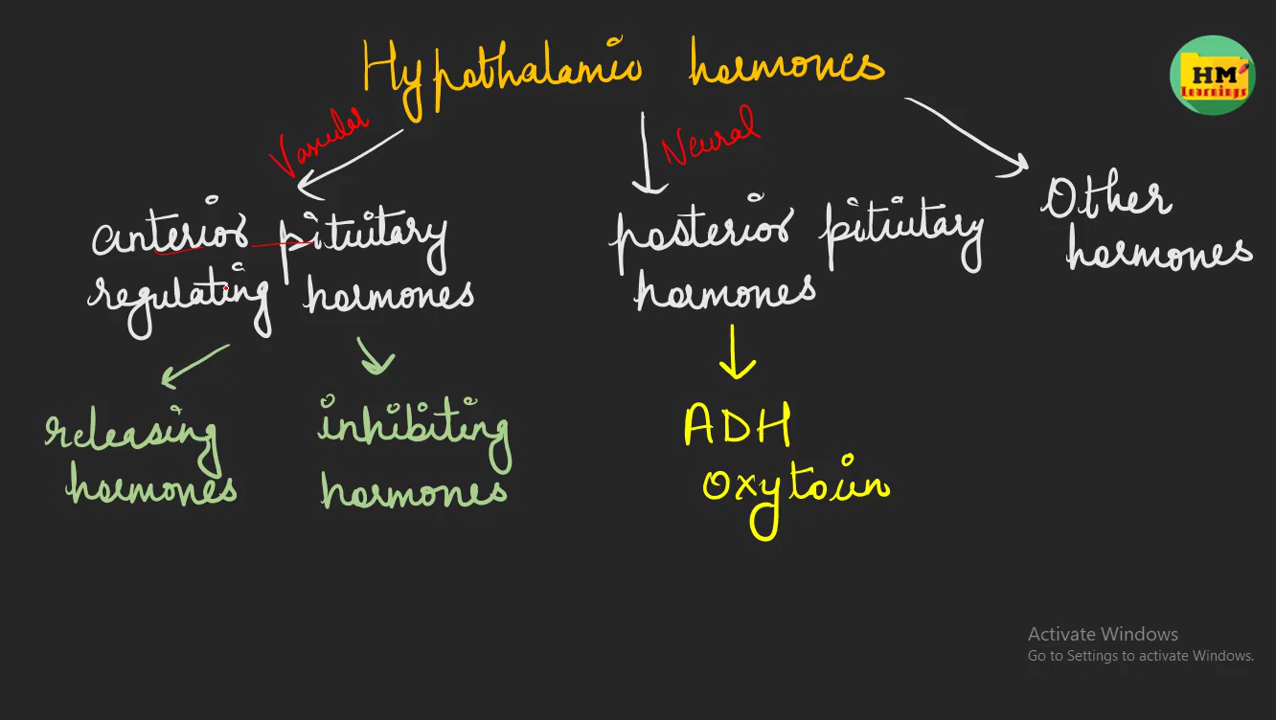 Hypothalamic hormones
HM
Learnings
Vascular
Neural
anterior pituitary
regulating hormones
posterior pituitary
hormones
Other
hormones
releasing
hormones
inhibiting
hormones
ADH
oxytocin
Activate Windows
Go to Settings to activate Windows.